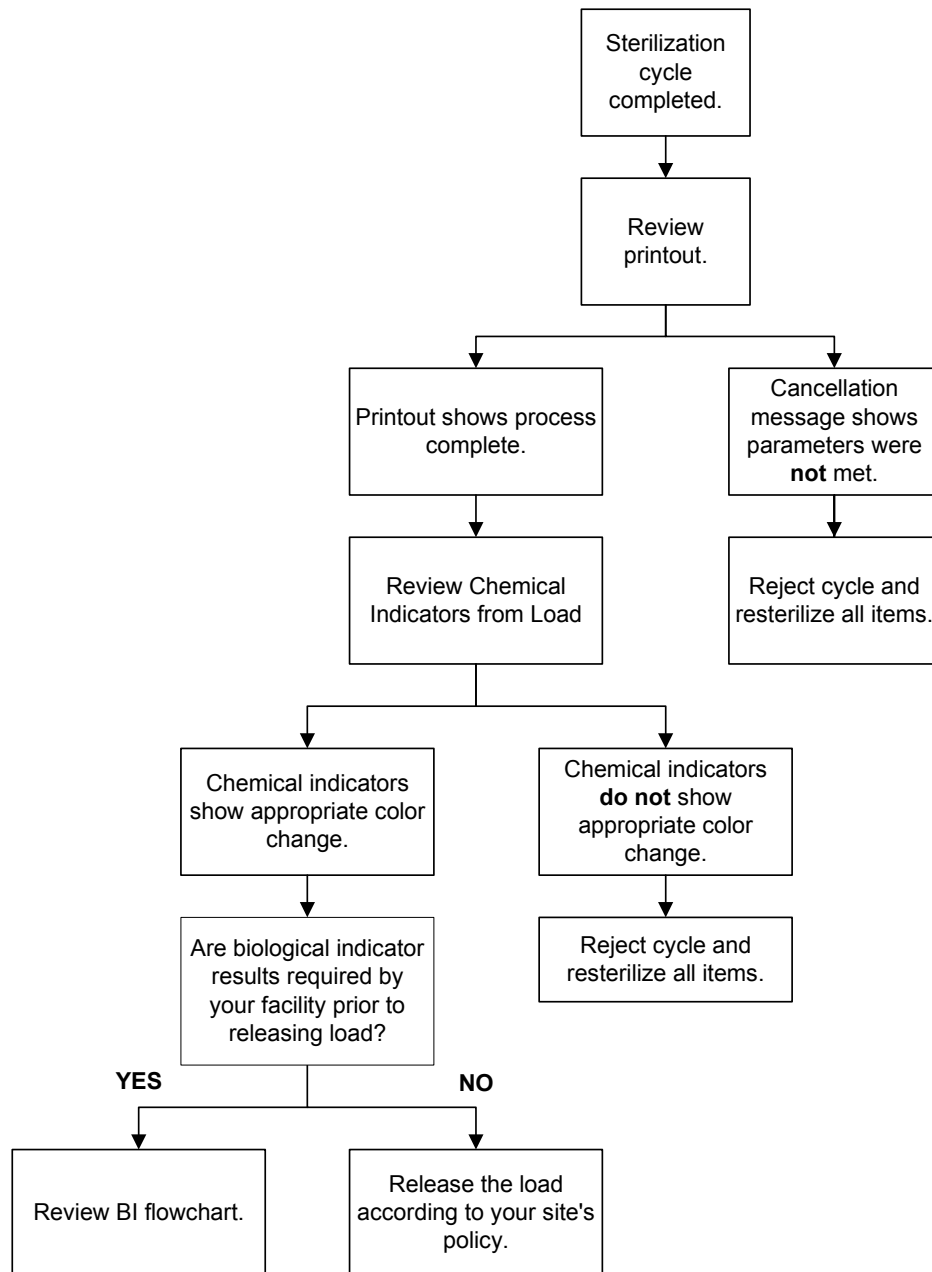 Sterilization
cycle
completed.
Review
printout.
Printout shows process
complete.
Cancellation
message shows
parameters were
not met.
Review Chemical
Indicators from Load
Reject cycle and
resterilize all items.
Chemical indicators
show appropriate color
change.
Chemical indicators
do not show
appropriate color
change.
Are biological indicator
results required by
your facility prior to
releasing load?
Reject cycle and
resterilize all items.
YES
NO
Review BI flowchart.
Release the load
according to your site's
policy.